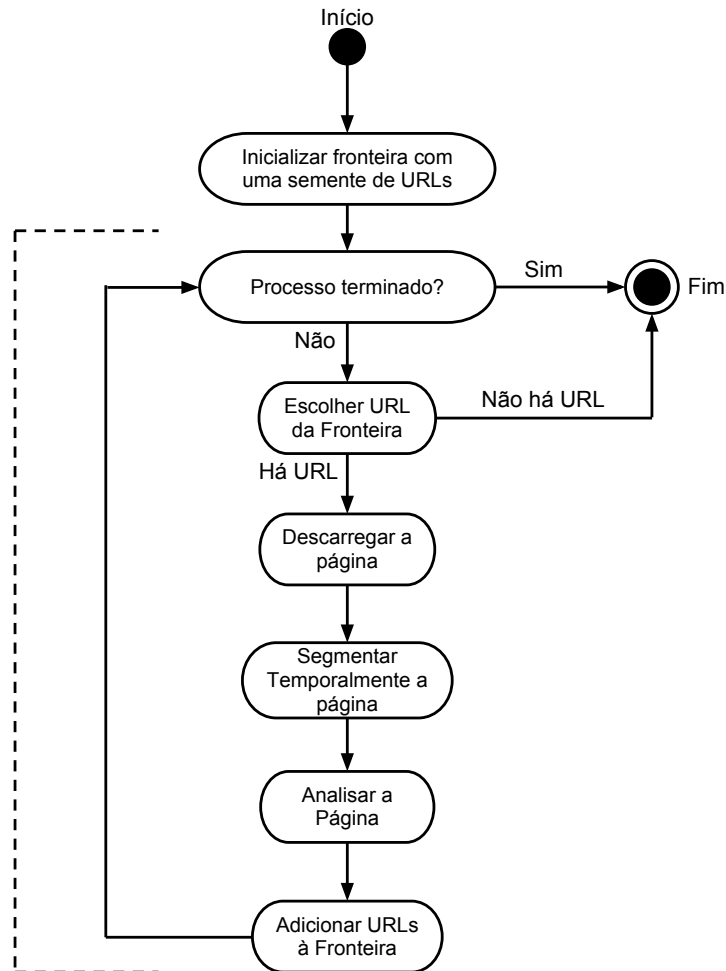 Início
Inicializar fronteira com
uma semente de URLs
Processo terminado?
Sim
Fim
Não
Escolher URL
da Fronteira
Não há URL
Há URL
Descarregar a
página
Segmentar
Temporalmente a
página
Analisar a
Página
Adicionar URLs
à Fronteira